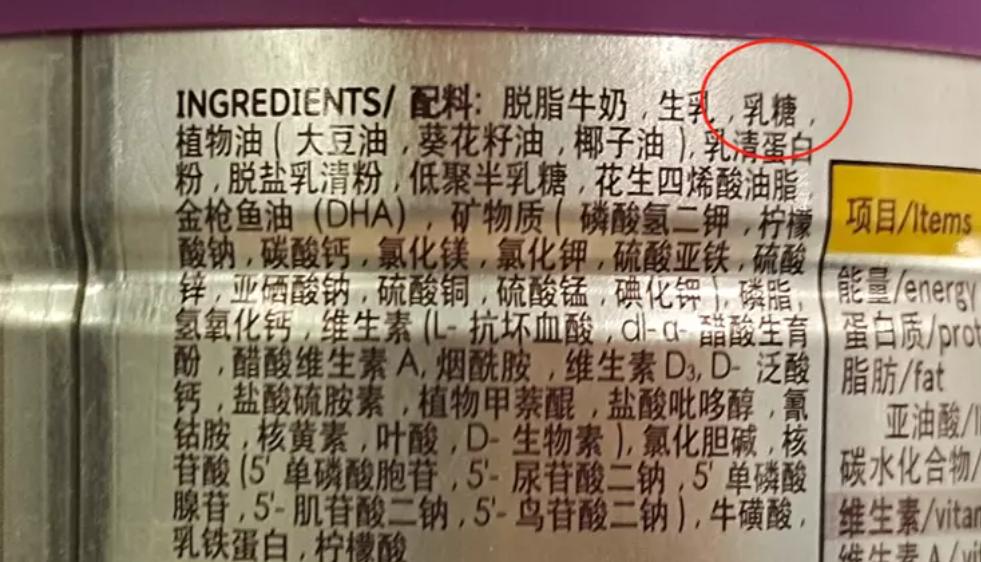 INGREDIENTS/ 配料: 脱脂牛奶, 生乳, 乳糖,
植物油(大豆油,葵花籽油,椰子油),乳清蛋白
粉,脱盐乳清粉,低聚半乳糖,花生四烯酸油脂,
金枪鱼油 (DHA), 矿物质(磷酸氢二钾,柠檬
酸钠,碳酸钙,氯化镁,氯化钾,硫酸亚铁,硫酸
锌,亚硒酸钠,硫酸铜,硫酸锰,碘化钾),磷脂,
氢氧化钙,维生素(L-抗坏血酸,dl-α-醋酸生育
酚,醋酸维生素A,烟酰胺,维生素D₃,D-泛酸
钙,盐酸硫胺素,植物甲萘醌,盐酸吡哆醇,氰
钴胺,核黄素,叶酸,D-生物素),氯化胆碱,核
苷酸(5'单磷酸胞苷,5'-尿苷酸二钠,5'单磷酸
腺苷,5'-肌苷酸二钠,5'-鸟苷酸二钠),牛磺酸,
乳铁蛋白,柠檬酸
项目/Items
能量/energy
蛋白质/prot
脂肪/fat
亚油酸/l
碳水化合物/
维生素/vitam
维生素A/vi